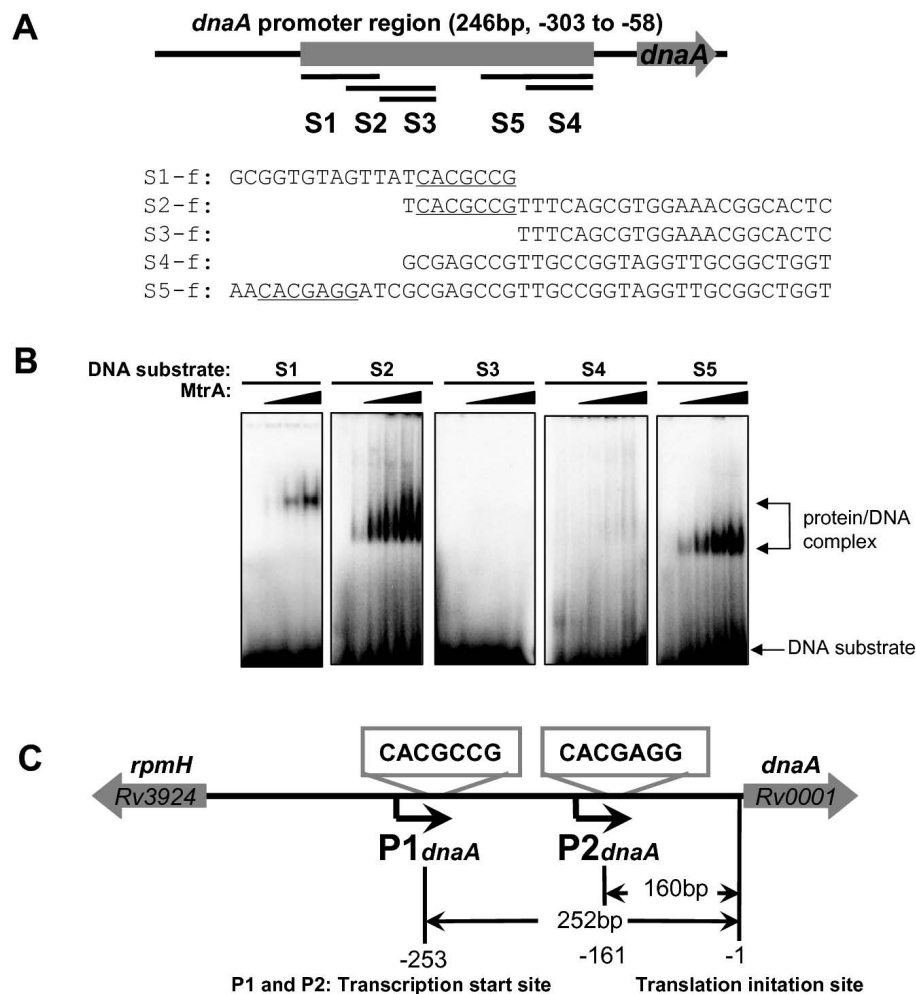 A
dnaA promoter region (246bp, -303 to -58)
dnaA
S1 S2 S3 S5 S4
S1-f: GCGGTGTAGTTATCACGCCG
S2-f: TCACGCCGTTTCAGCGTGGAAACGGCACTC
S3-f: TTTCAGCGTGGAAACGGCACTC
S4-f: GCGAGCCGTTGCCGGTAGGTTGCGGCTGGT
S5-f: AACACGAGGATCGCGAGCCGTTGCCGGTAGGTTGCGGCTGGT
B
DNA substrate: S1 S2 S3 S4 S5
MtrA:
protein/DNA
complex
DNA substrate
C
CACGCCG CACGAGG
rpmH dnaA
Rv3924 Rv0001
P1dnaA P2dnaA
160bp
252bp
-253 -161 -1
P1 and P2: Transcription start site Translation initation site